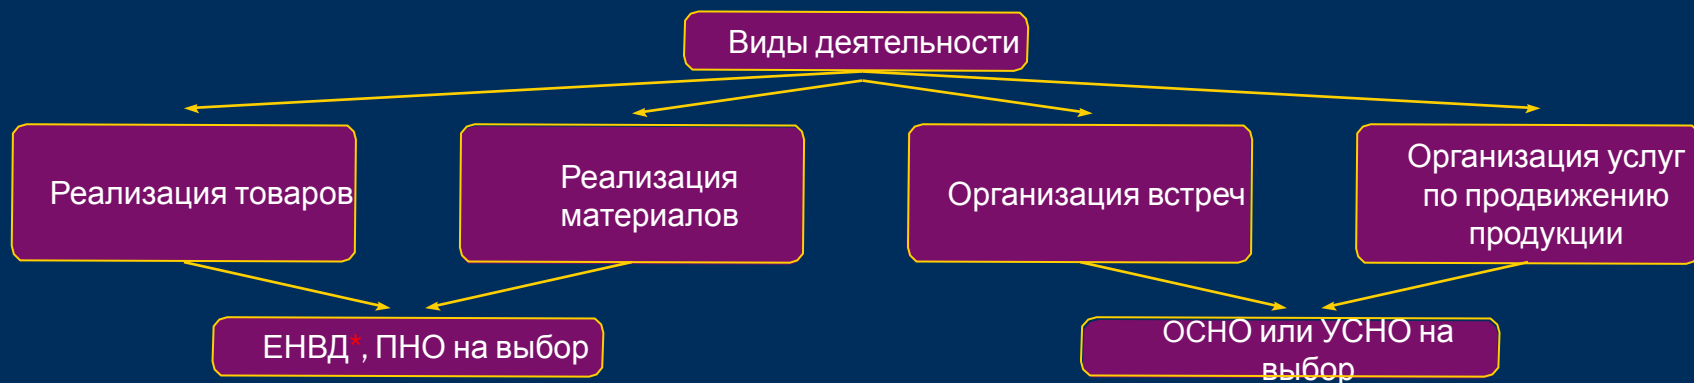 Виды деятельности
Реализация товаров
Реализация
материалов
Организация встреч
Организация услуг
по продвижению
продукции
ЕНВД*, ПНО на выбор
ОСНО или УСНО на
выбор